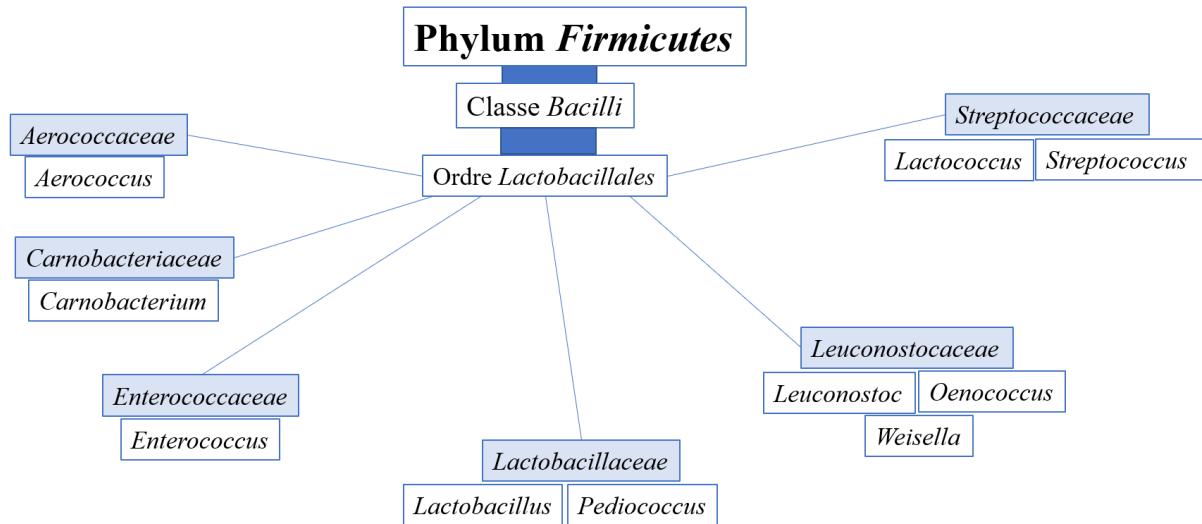 Phylum Firmicutes
Classe Bacilli
Ordre Lactobacillales
Aerococcaceae
Aerococcus
Carnobacteriaceae
Carnobacterium
Enterococcaceae
Enterococcus
Lactobacillaceae
Lactobacillus
Pediococcus
Leuconostocaceae
Leuconostoc
Oenococcus
Weisella
Streptococcaceae
Lactococcus
Streptococcus